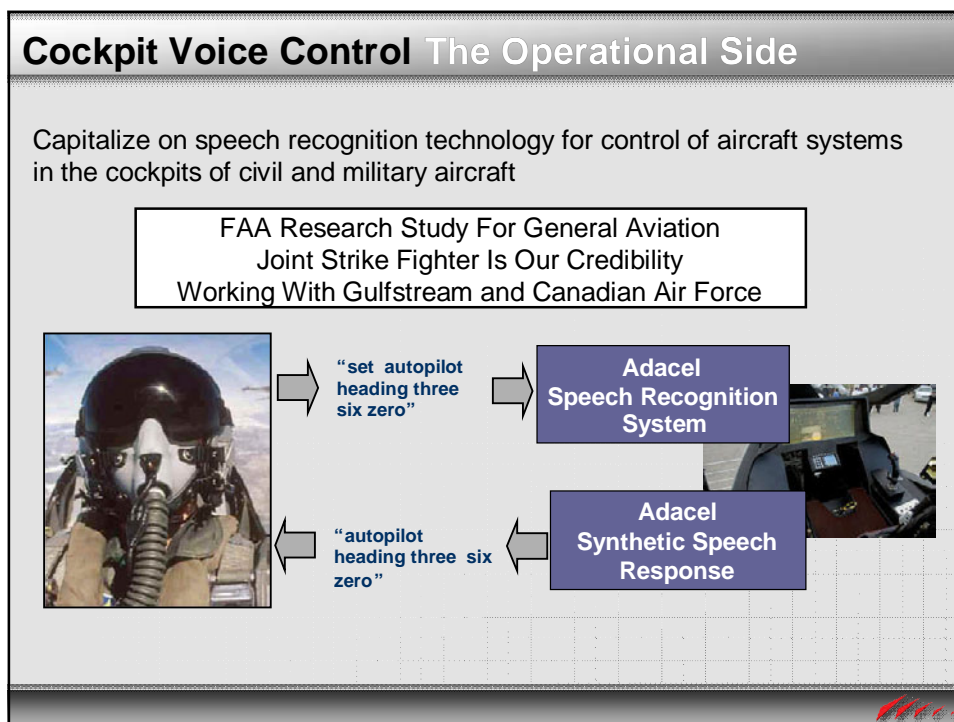 Cockpit Voice Control The Operational Side
Capitalize on speech recognition technology for control of aircraft systems
in the cockpits of civil and military aircraft
FAA Research Study For General Aviation
Joint Strike Fighter Is Our Credibility
Working With Gulfstream and Canadian Air Force
“set autopilot
heading three
six zero”
Adacel
Speech Recognition
System
“autopilot
heading three six
zero”
Adacel
Synthetic Speech
Response